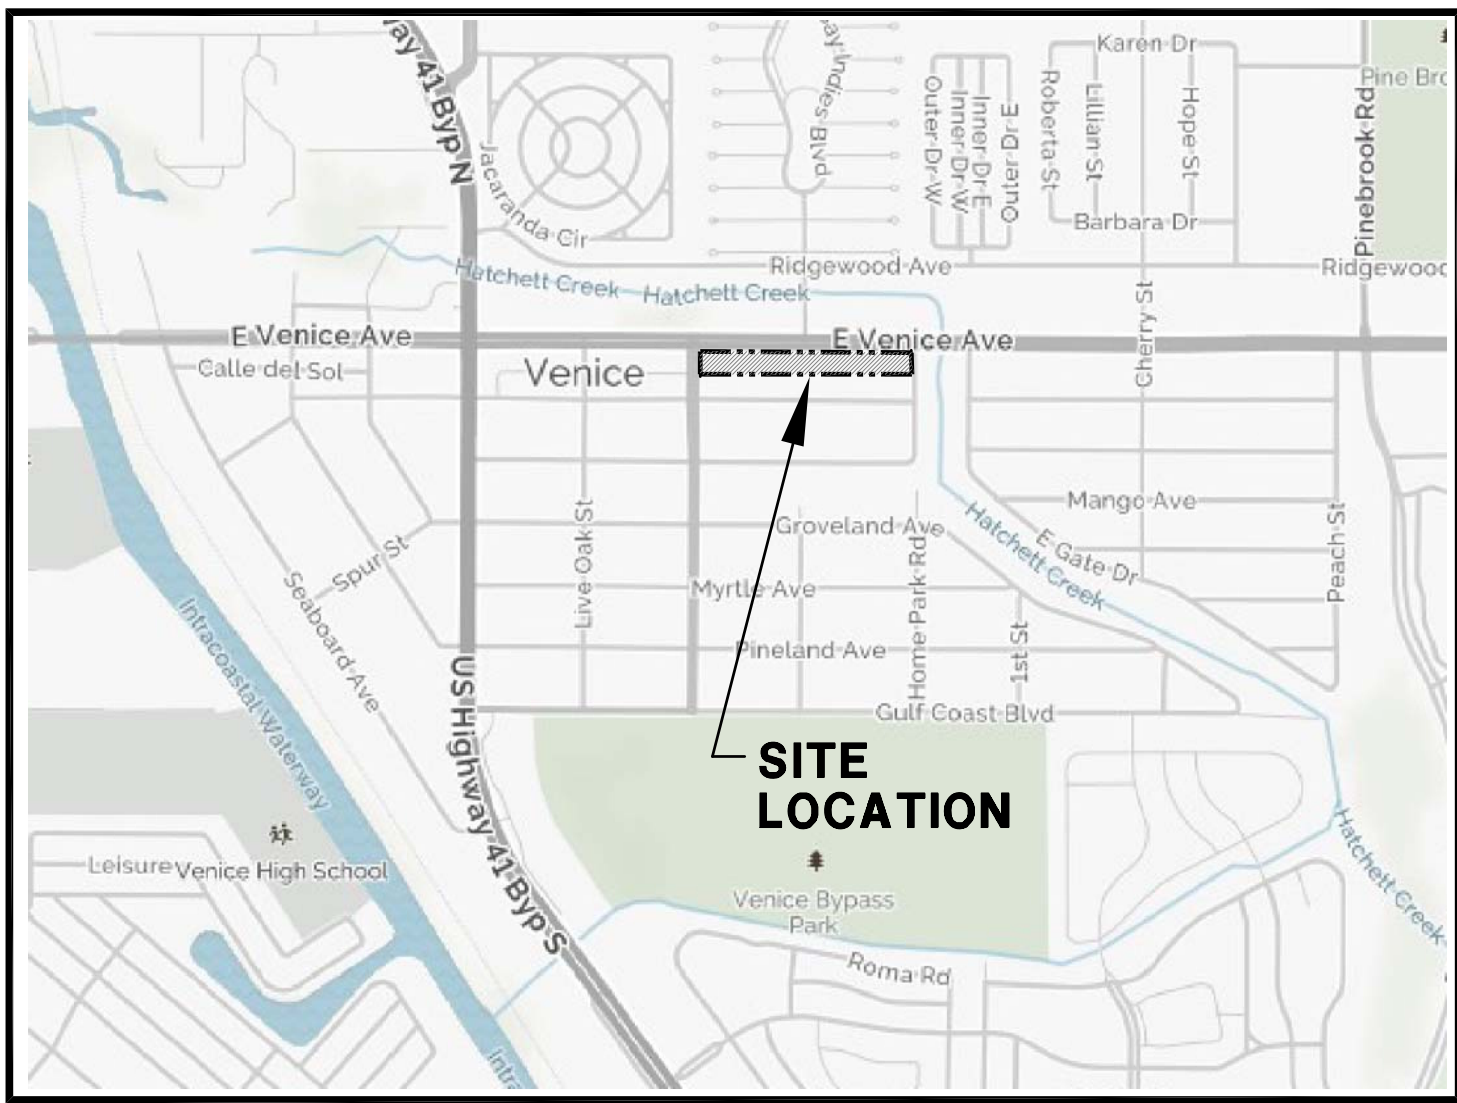 Karen Dr
way 41 Byp N
ay Indies Blvd
Outer Dr W
Inner Dr W
Inner Dr E
Outer Dr E
Roberta St
Lillian St
Hope St
Pinebrook Rd
Pine Bro
Jacaranda Cir
Barbara Dr
Ridgewood Ave
Ridgewood
Hatchett Creek
Hatchett Creek
E Venice Ave
E Venice Ave
Cherry St
Calle del Sol
Venice
Mango Ave
Groveland Ave
Hatchett Creek
E Gate Dr
Spur St
Live Oak St
Home Park Rd
Peach St
Seaboard Ave
Myrtle Ave
Intracoastal Waterway
Pineland Ave
1st St
US Highway 41 Byp S
Gulf Coast Blvd
SITE
LOCATION
Leisure
Venice High School
Venice Bypass
Park
Hatchett Creek
Roma Rd
Intra